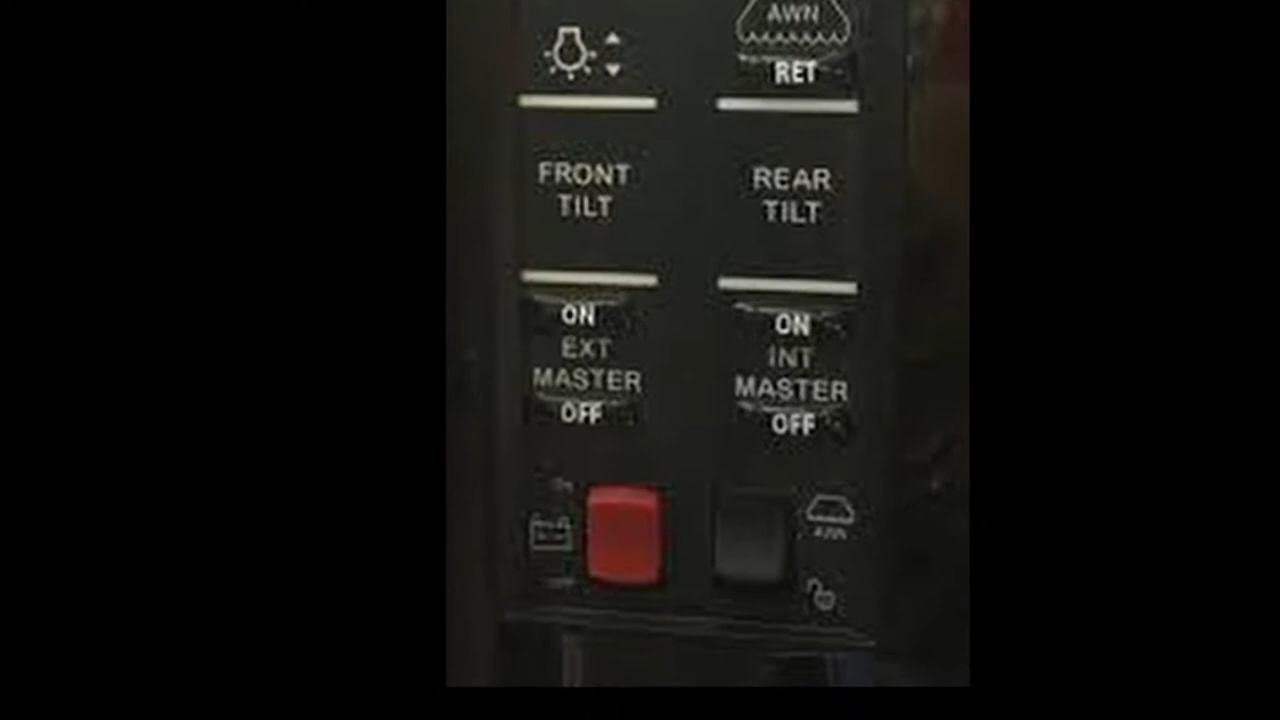 AWN
RET
FRONT
TILT
REAR
TILT
ON
EXT
MASTER
OFF
ON
INT
MASTER
OFF